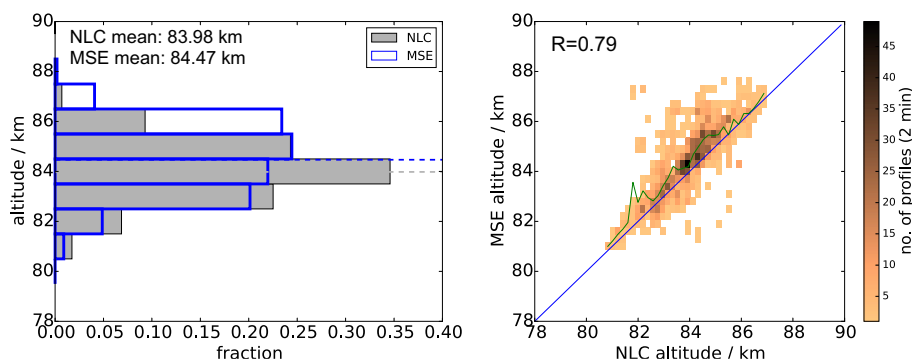 NLC mean: 83.98 km
MSE mean: 84.47 km
NLC
MSE
88
86
84
82
80
78
altitude / km
0.00 0.05 0.10 0.15 0.20 0.25 0.30 0.35 0.40
fraction
R=0.79
90
88
86
84
82
80
78
MSE altitude / km
78 80 82 84 86 88 90
NLC altitude / km
45
40
35
30
25
20
15
10
5
no. of profiles (2 min)